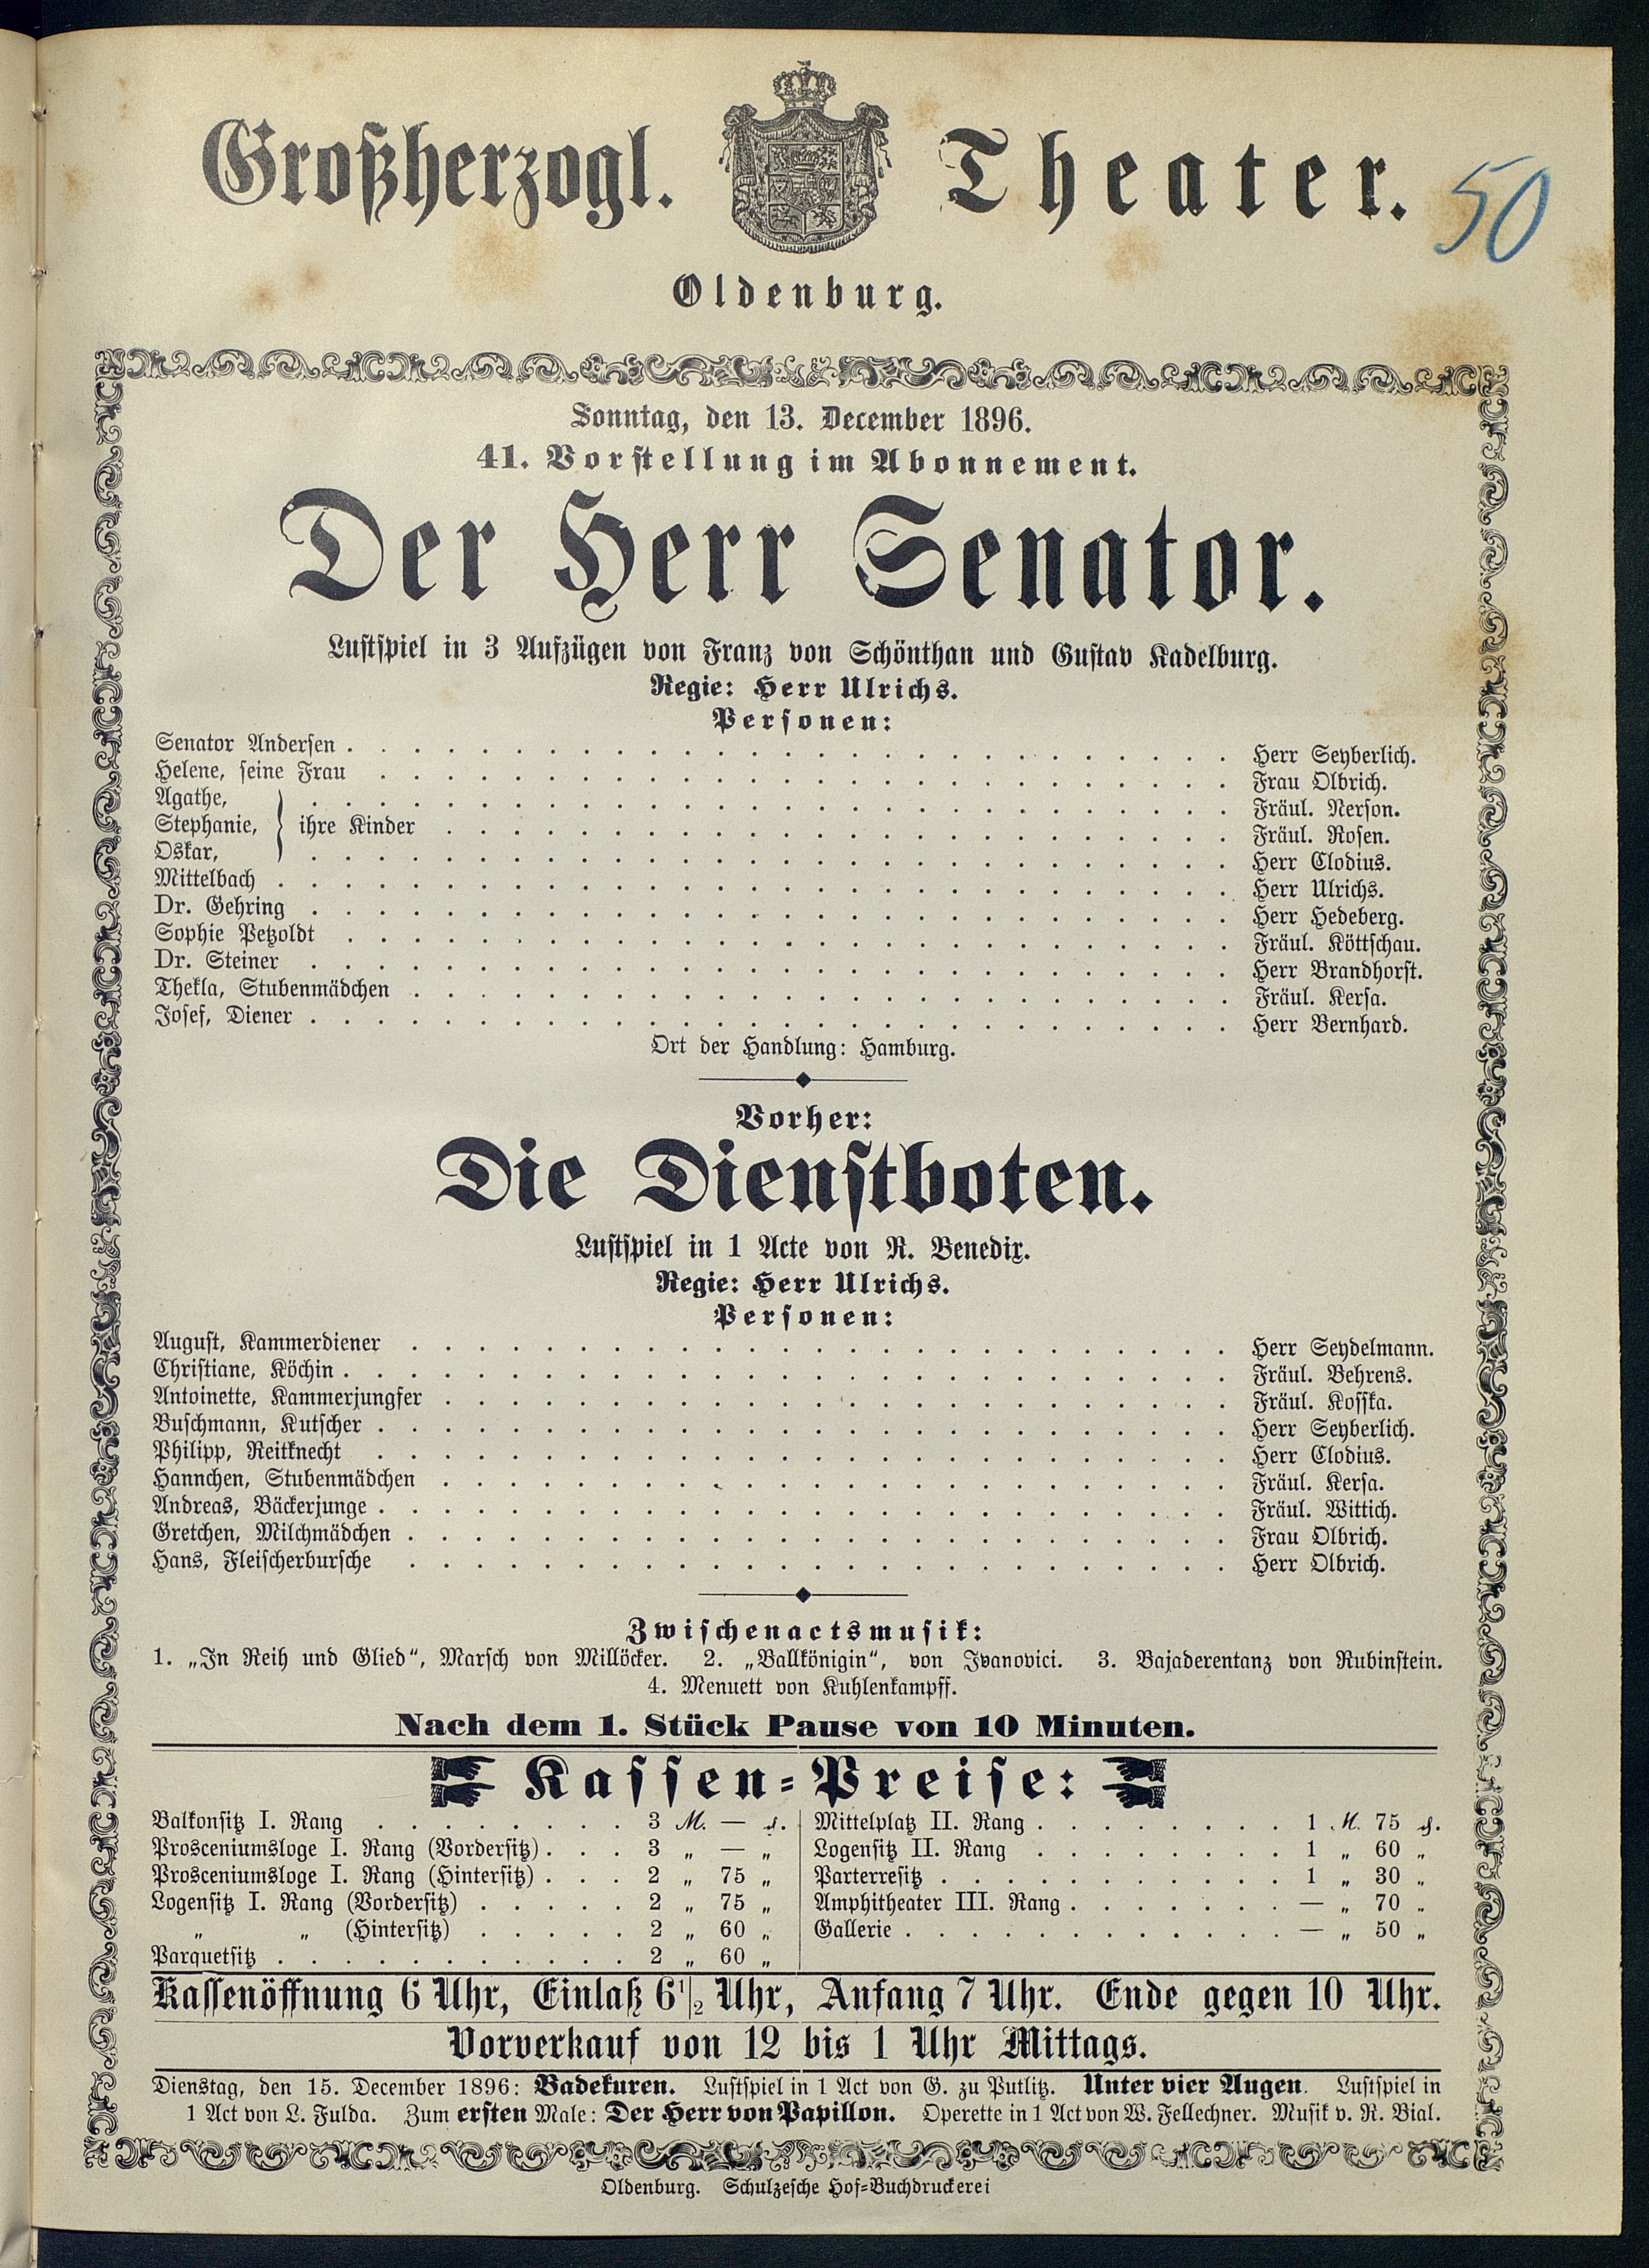 Großherzogl. Theater.
50
Oldenburg.
Sonntag, den 13. December 1896.
41. Vorstellung im Abonnement.
Der Herr Senator.
Lustspiel in 3 Aufzügen von Franz von Schönthan und Gustav Kadelburg.
Regie: Herr Ulrichs.
Personen:
Senator Andersen . . . . . Herr Seyberlich.
Helene, seine Frau . . . . . Frau Olbrich.
Agathe, . . . . . Fräul. Nerson.
Stephanie, } ihre Kinder . . . . . Fräul. Rosen.
Oskar, . . . . . Herr Clodius.
Mittelbach . . . . . Herr Ulrichs.
Dr. Gehring . . . . . Herr Hedeberg.
Sophie Petzoldt . . . . . Fräul. Köttschau.
Dr. Steiner . . . . . Herr Brandhorst.
Thekla, Stubenmädchen . . . . . Fräul. Kersa.
Josef, Diener . . . . . Herr Bernhard.
Ort der Handlung: Hamburg.
Vorher:
Die Dienstboten.
Lustspiel in 1 Acte von R. Benedix.
Regie: Herr Ulrichs.
Personen:
August, Kammerdiener . . . . . Herr Seydelmann.
Christiane, Köchin . . . . . Fräul. Behrens.
Antoinette, Kammerjungfer . . . . . Fräul. Kosska.
Buschmann, Kutscher . . . . . Herr Seyberlich.
Philipp, Reitknecht . . . . . Herr Clodius.
Hannchen, Stubenmädchen . . . . . Fräul. Kersa.
Andreas, Bäckerjunge . . . . . Fräul. Wittich.
Gretchen, Milchmädchen . . . . . Frau Olbrich.
Hans, Fleischerbursche . . . . . Herr Olbrich.
Zwischenactsmusik:
1. „In Reih und Glied“, Marsch von Millöcker. 2. „Ballkönigin“, von Ivanovici. 3. Bajaderentanz von Rubinstein.
4. Menuett von Kuhlenkampff.
Nach dem 1. Stück Pause von 10 Minuten.
Kassen-Preise:
Balkonsitz I. Rang . . . . . 3 M. — ₰.
Prosceniumsloge I. Rang (Vordersitz) . . . 3 „ — „
Prosceniumsloge I. Rang (Hintersitz) . . . 2 „ 75 „
Logensitz I. Rang (Vordersitz) . . . . . 2 „ 75 „
„ „ (Hintersitz) . . . . . 2 „ 60 „
Parquetsitz . . . . . 2 „ 60 „
Mittelplatz II. Rang . . . . . 1 M. 75 ₰.
Logensitz II. Rang . . . . . 1 „ 60 „
Parterresitz . . . . . 1 „ 30 „
Amphitheater III. Rang . . . . . — „ 70 „
Gallerie . . . . . — „ 50 „
Kassenöffnung 6 Uhr, Einlaß 6 1/2 Uhr, Anfang 7 Uhr. Ende gegen 10 Uhr.
Vorverkauf von 12 bis 1 Uhr Mittags.
Dienstag, den 15. December 1896: Badekuren. Lustspiel in 1 Act von G. zu Putlitz. Unter vier Augen. Lustspiel in
1 Act von L. Fulda. Zum ersten Male: Der Herr von Papillon. Operette in 1 Act von W. Fellechner. Musik v. R. Bial.
Oldenburg. Schulzesche Hof-Buchdruckerei